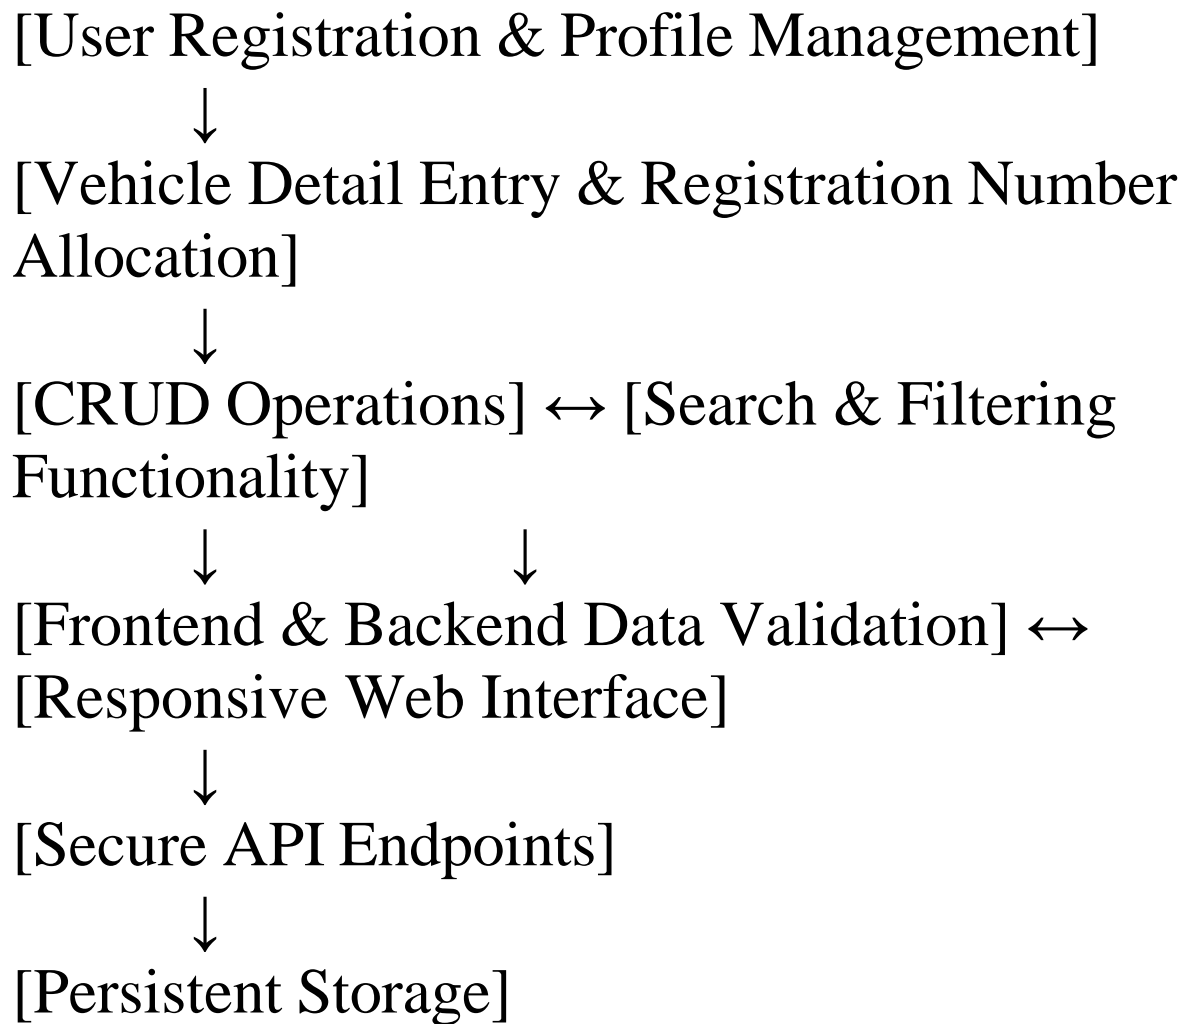 [User Registration & Profile Management]
↓
[Vehicle Detail Entry & Registration Number
Allocation]
↓
[CRUD Operations] ↔ [Search & Filtering
Functionality]
↓ ↓
[Frontend & Backend Data Validation] ↔
[Responsive Web Interface]
↓
[Secure API Endpoints]
↓
[Persistent Storage]